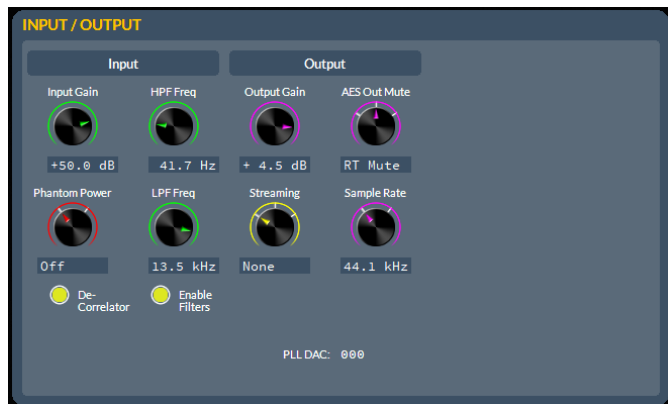 INPUT / OUTPUT
Input
Output
Input Gain
HPF Freq
Output Gain
AES Out Mute
+50.0 dB
41.7 Hz
+ 4.5 dB
RT Mute
Phantom Power
LPF Freq
Streaming
Sample Rate
Off
13.5 kHz
None
44.1 kHz
De-
Correlator
Enable
Filters
PLL DAC: 000